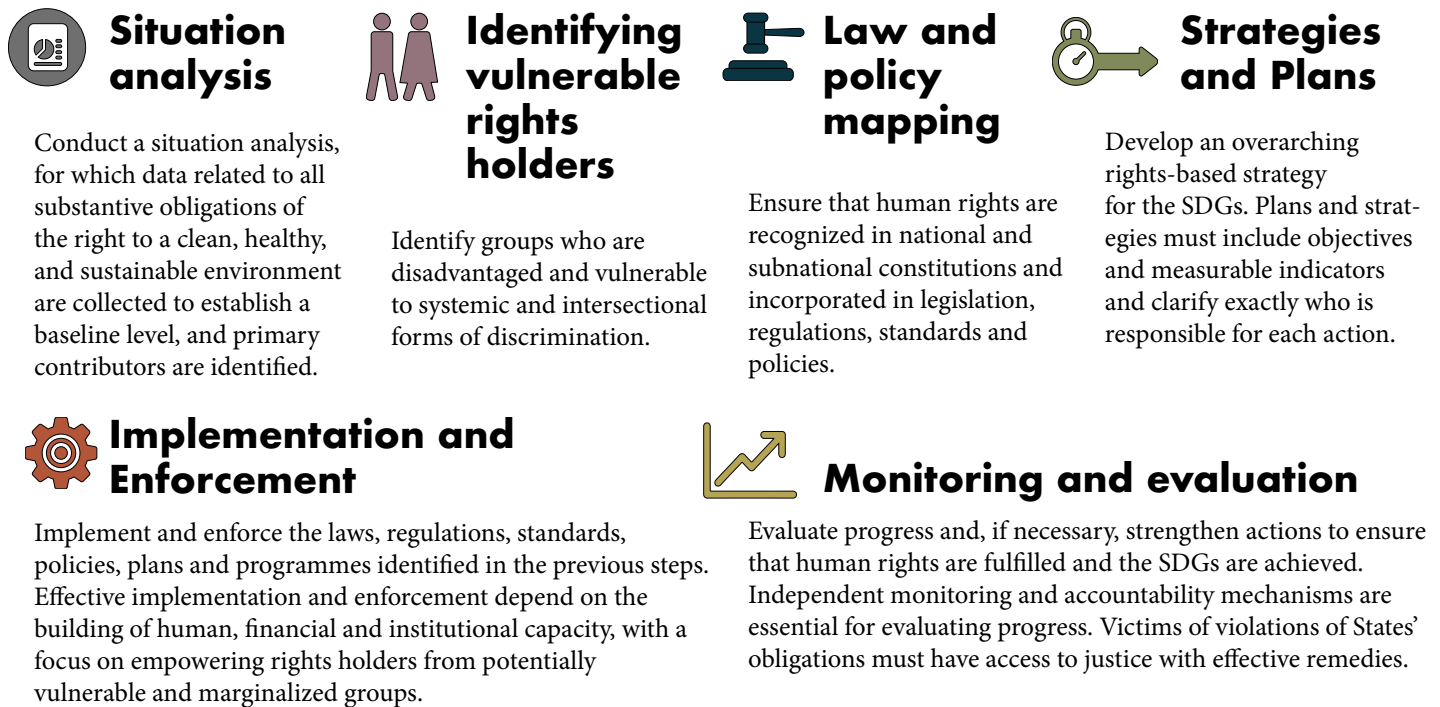 Situation
analysis
Conduct a situation analysis,
for which data related to all
substantive obligations of
the right to a clean, healthy,
and sustainable environment
are collected to establish a
baseline level, and primary
contributors are identified.
Identifying
vulnerable
rights
holders
Identify groups who are
disadvantaged and vulnerable
to systemic and intersectional
forms of discrimination.
Law and
policy
mapping
Ensure that human rights are
recognized in national and
subnational constitutions and
incorporated in legislation,
regulations, standards and
policies.
Strategies
and Plans
Develop an overarching
rights-based strategy
for the SDGs. Plans and strat-
egies must include objectives
and measurable indicators
and clarify exactly who is
responsible for each action.
Implementation and
Enforcement
Implement and enforce the laws, regulations, standards,
policies, plans and programmes identified in the previous steps.
Effective implementation and enforcement depend on the
building of human, financial and institutional capacity, with a
focus on empowering rights holders from potentially
vulnerable and marginalized groups.
Monitoring and evaluation
Evaluate progress and, if necessary, strengthen actions to ensure
that human rights are fulfilled and the SDGs are achieved.
Independent monitoring and accountability mechanisms are
essential for evaluating progress. Victims of violations of States’
obligations must have access to justice with effective remedies.